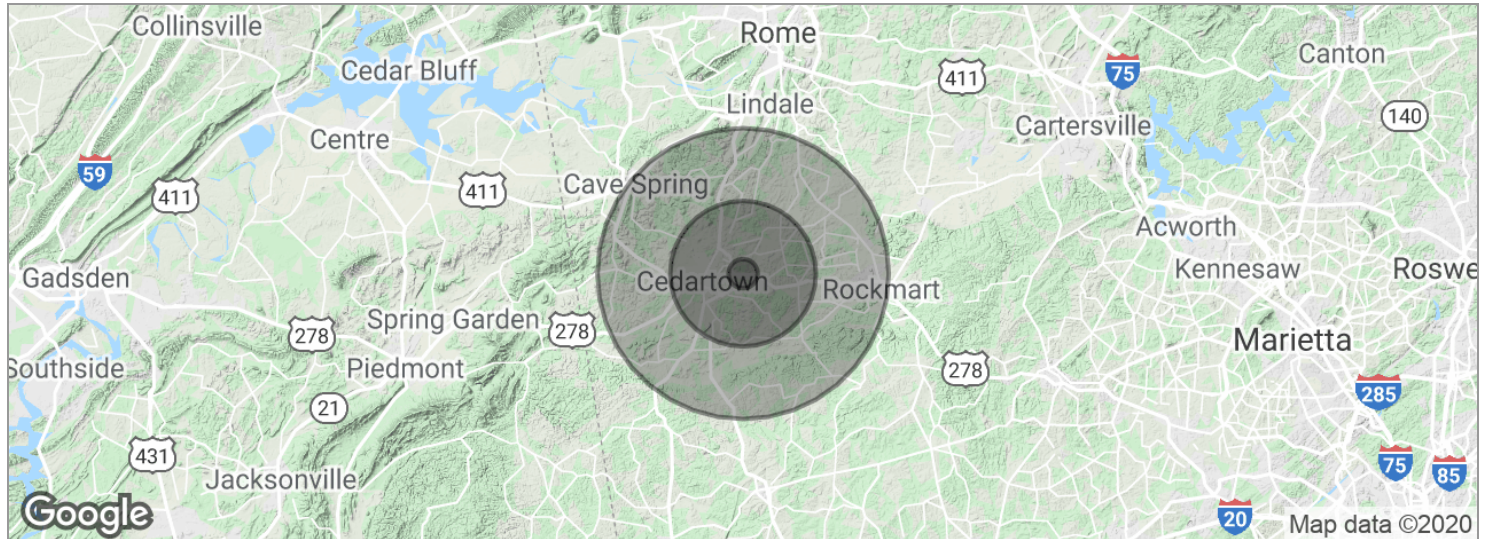 Collinsville
Rome
Canton
Cedar Bluff
411
75
Lindale
140
Centre
Cartersville
59
411
411
Cave Spring
Acworth
Gadsden
Cedartown
Rockmart
Kennesaw
Roswe
278
Spring Garden
278
Marietta
Southside
Piedmont
278
285
21
431
Jacksonville
75
85
Google
20
Map data ©2020